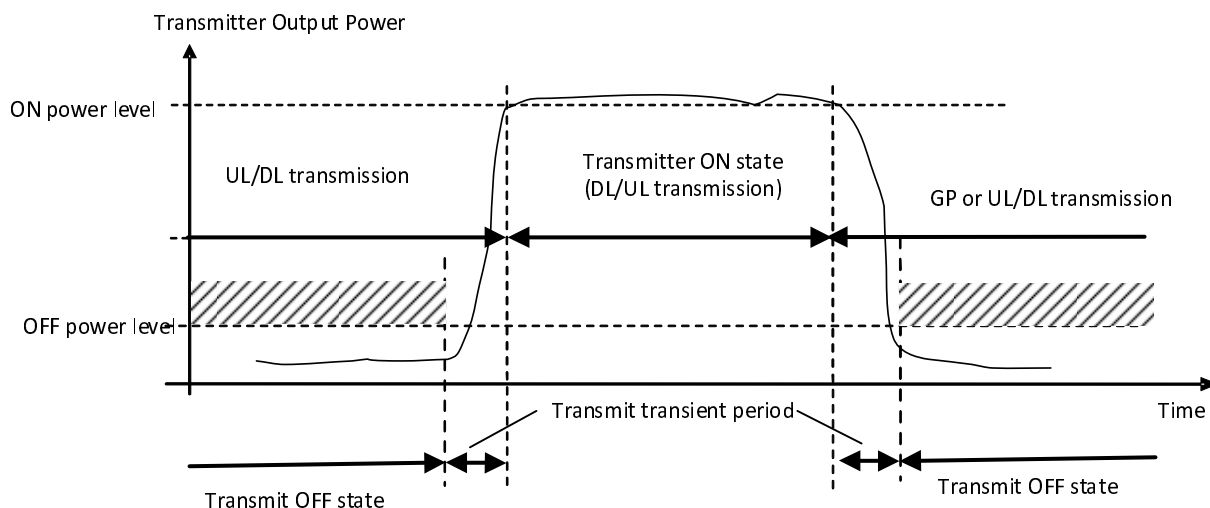 Transmitter Output Power
ON power level
UL/DL transmission
Transmitter ON state
(DL/UL transmission)
GP or UL/DL transmission
OFF power level
Transmit transient period
Time
Transmit OFF state
Transmit OFF state